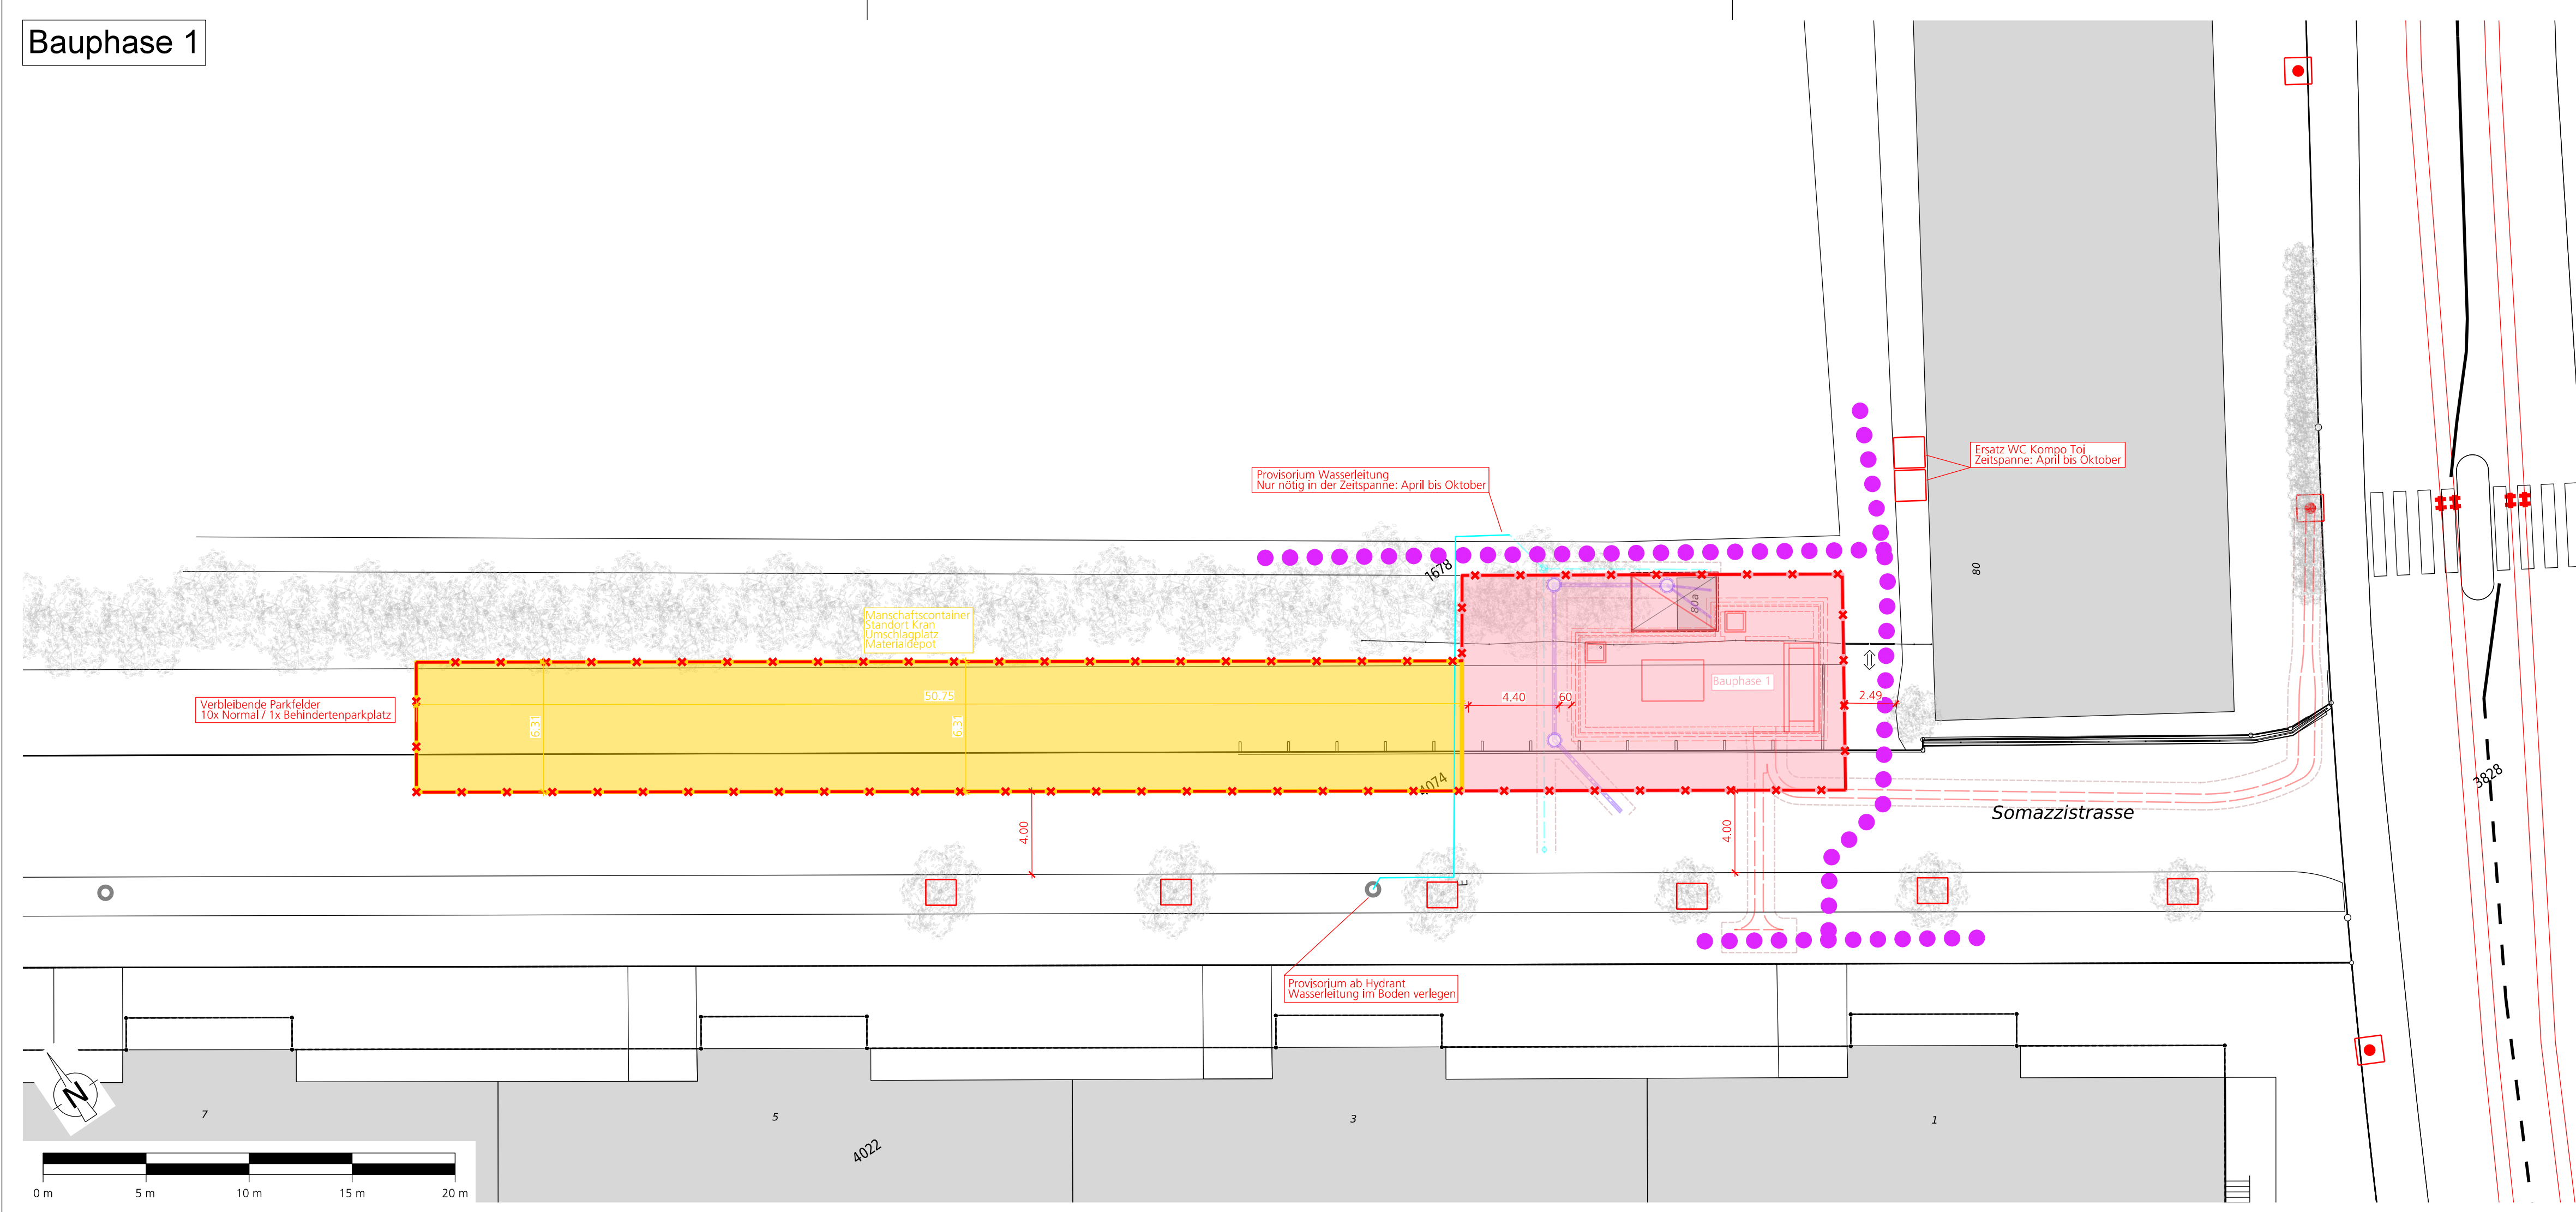 Bauphase 1
Ersatz WC Kompo Toi
Zeitspanne: April bis Oktober
Provisorium Wasserleitung
Nur nötig in der Zeitspanne: April bis Oktober
1678
80
80a
Manschaftscontainer
Standort Kran
Umschlagplatz
Materialdepot
Verbleibende Parkfelder
10x Normal / 1x Behindertenparkplatz
50.75
6.31
6.31
4.40
60
Bauphase 1
2.49
4074
3828
Somazzistrasse
4.00
4.00
E
Provisorium ab Hydrant
Wasserleitung im Boden verlegen
N
7
5
3
1
4022
0 m
5 m
10 m
15 m
20 m